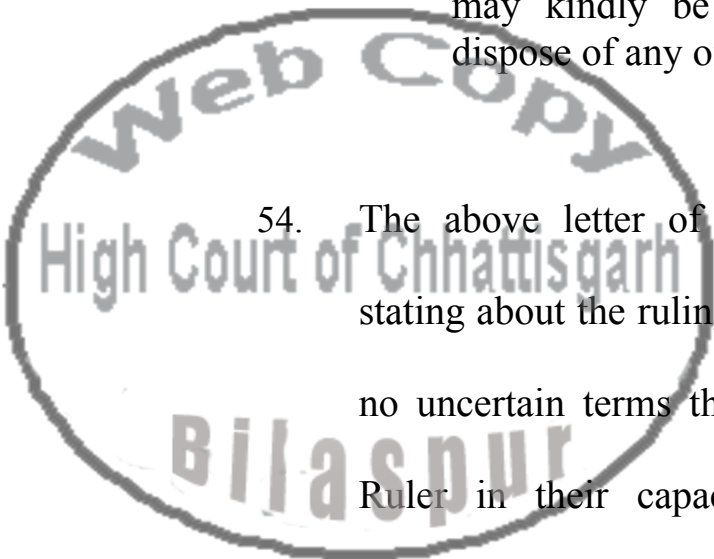 may kindly be
dispose of any o
Web Copy
54. The above letter of
High Court of Chhattisgarh
stating about the rulin
no uncertain terms th
Bilaspur
Ruler in their capac